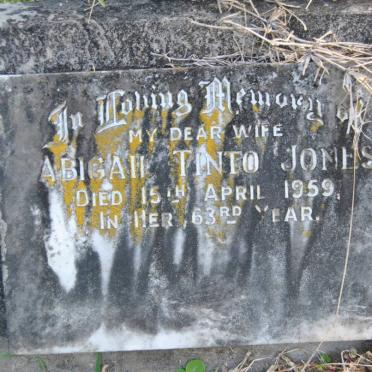 In Loving Memory of
MY DEAR WIFE
ABIGAIL TINTO JONES
DIED 15TH APRIL 1959.
IN HER 63RD YEAR.